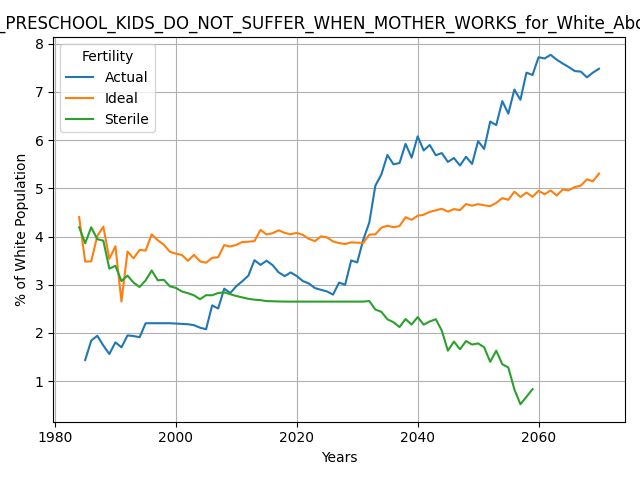 _PRESCHOOL_KIDS_DO_NOT_SUFFER_WHEN_MOTHER_WORKS_for_White_Abo
Fertility
Actual
Ideal
Sterile
8
7
6
5
4
3
2
1
% of White Population
1980
2000
2020
2040
2060
Years